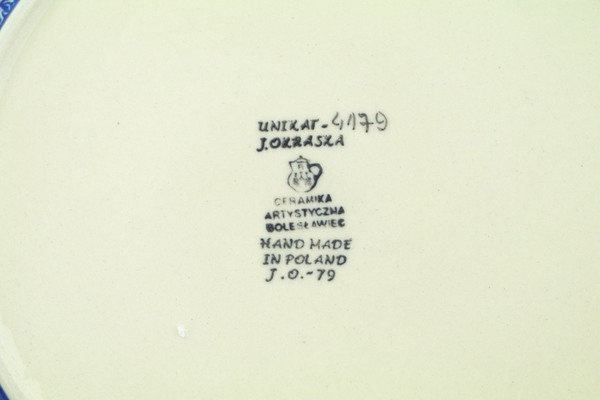 UNIKAT-4179
J.OKRASKA
CERAMIKA
ARTYSTYCZNA
BOLESŁAWIEC
HAND MADE
IN POLAND
J.O.-79